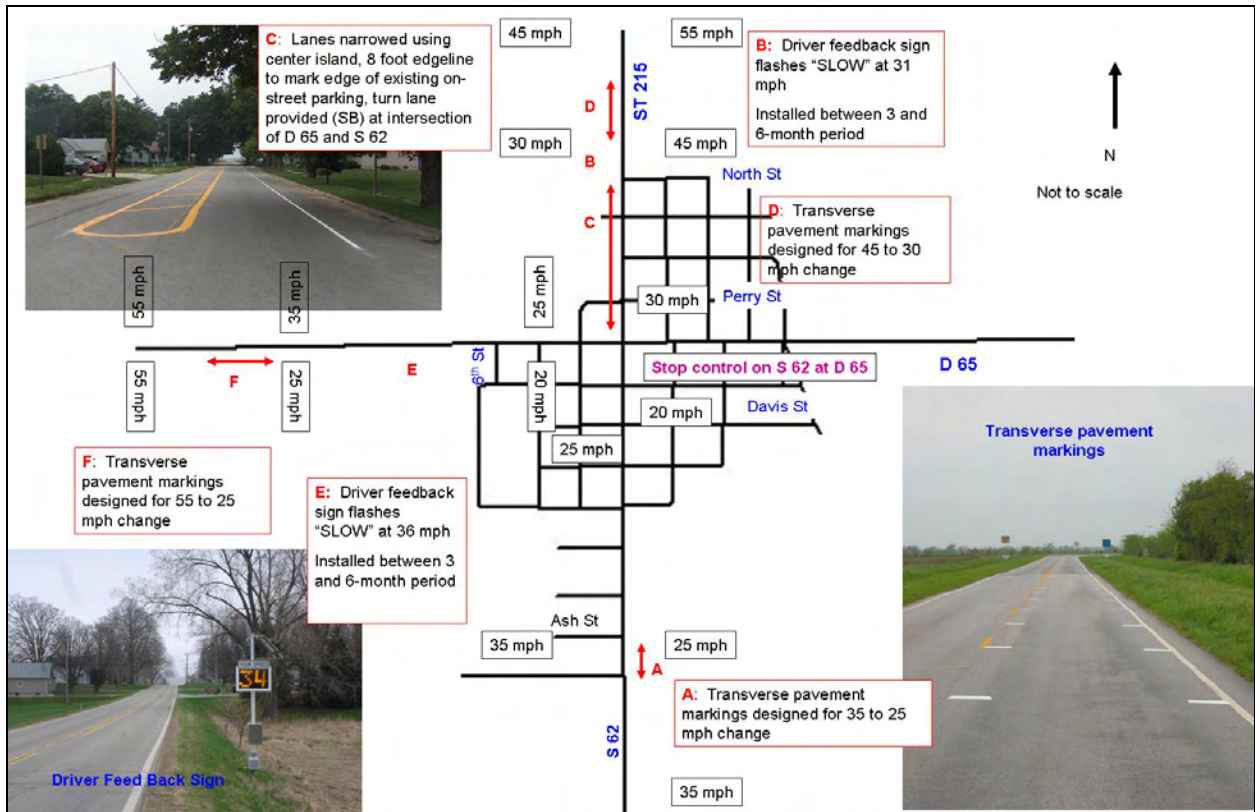 C: Lanes narrowed using
center island, 8 foot edgeline
to mark edge of existing on-
street parking, turn lane
provided (SB) at intersection
of D 65 and S 62
45 mph
55 mph
ST 215
B: Driver feedback sign
flashes “SLOW” at 31
mph
Installed between 3 and
6-month period
N
Not to scale
D
30 mph
45 mph
B
North St
C
D: Transverse
pavement markings
designed for 45 to 30
mph change
55 mph
35 mph
25 mph
30 mph
Perry St
F
E
6th St
Stop control on S 62 at D 65
D 65
55 mph
25 mph
20 mph
20 mph
Davis St
25 mph
F: Transverse
pavement markings
designed for 55 to 25
mph change
E: Driver feedback
sign flashes
“SLOW” at 36 mph
Installed between 3
and 6-month period
Transverse pavement
markings
Ash St
35 mph
25 mph
A
A: Transverse pavement
markings designed for 35 to 25
mph change
S 62
35 mph
YOUR SPEED
34
Driver Feed Back Sign